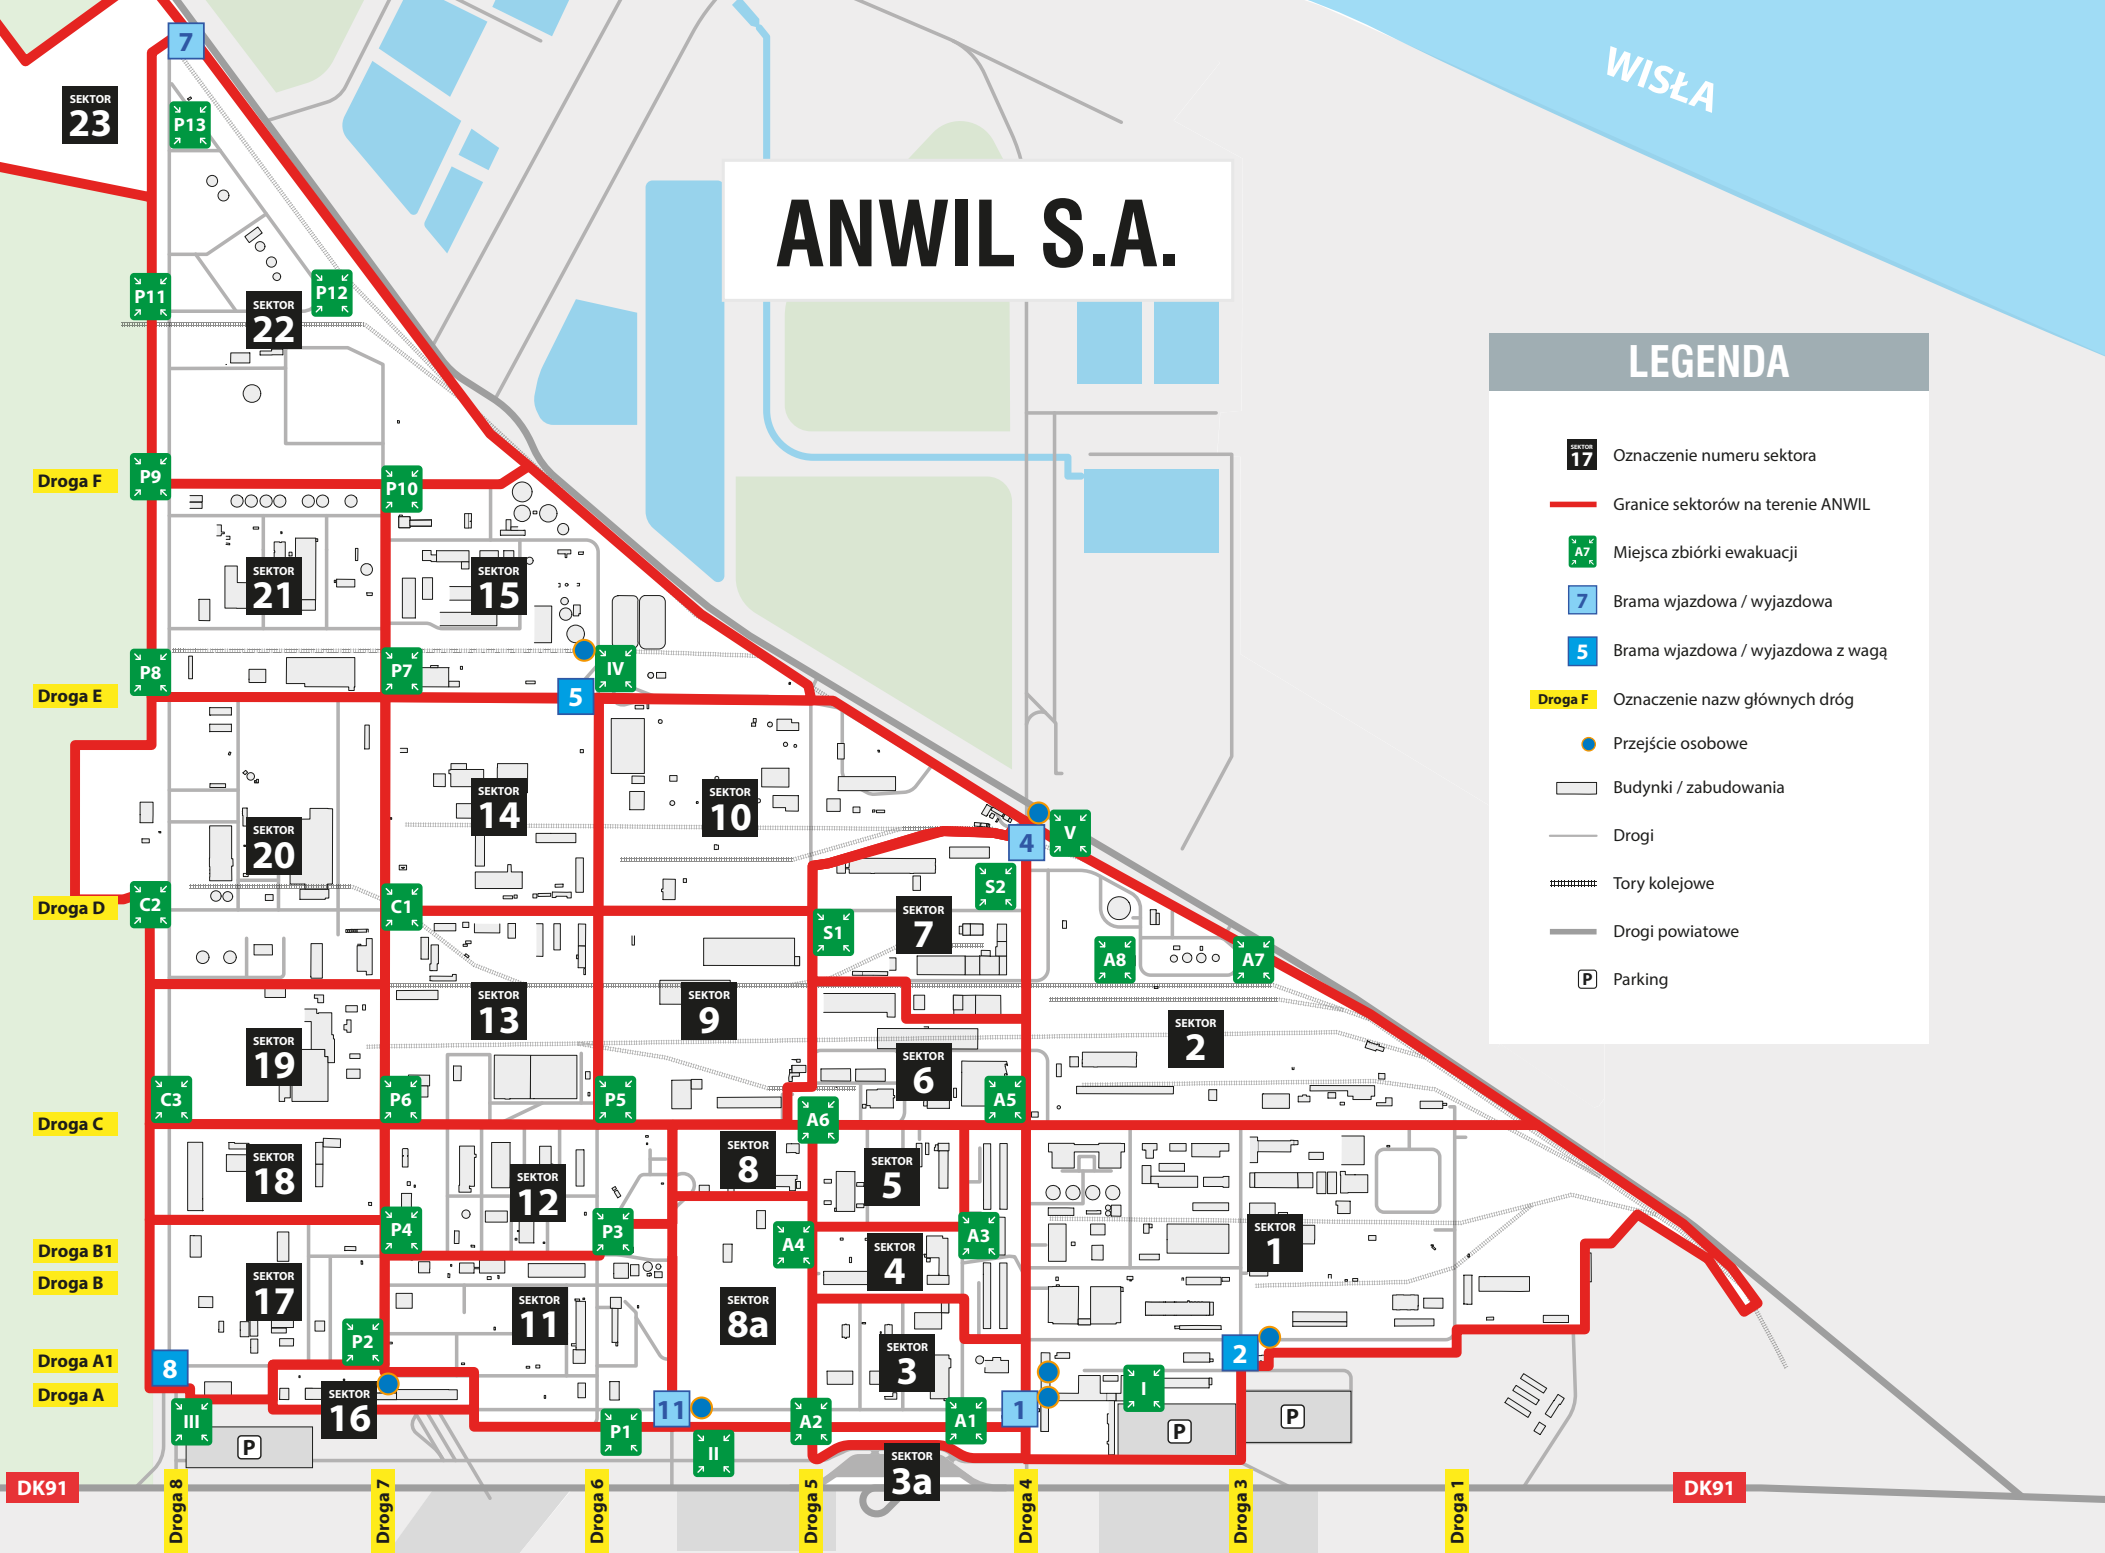 7
WISŁA
SEKTOR
23
P13
ANWIL S.A.
P11
P12
SEKTOR
22
LEGENDA
SEKTOR
17
Oznaczenie numeru sektora
Granice sektorów na terenie ANWIL
A7
Miejsca zbiórki ewakuacji
7
Brama wjazdowa / wyjazdowa
5
Brama wjazdowa / wyjazdowa z wagą
Droga F
Oznaczenie nazw głównych dróg
Przejście osobowe
Budynki / zabudowania
Drogi
Tory kolejowe
Drogi powiatowe
P
Parking
Droga F
P9
P10
SEKTOR
21
SEKTOR
15
P8
P7
IV
Droga E
5
SEKTOR
14
SEKTOR
10
SEKTOR
20
4
V
S2
Droga D
C2
C1
S1
SEKTOR
7
A8
A7
SEKTOR
13
SEKTOR
9
SEKTOR
2
SEKTOR
19
SEKTOR
6
C3
P6
P5
A5
Droga C
A6
SEKTOR
18
SEKTOR
12
SEKTOR
8
SEKTOR
5
P4
P3
A4
A3
SEKTOR
1
Droga B1
SEKTOR
4
Droga B
SEKTOR
17
SEKTOR
11
SEKTOR
8a
P2
SEKTOR
3
2
Droga A1
8
Droga A
SEKTOR
16
I
III
11
1
P1
A2
A1
P
P
P
II
SEKTOR
3a
DK91
DK91
Droga 8
Droga 7
Droga 6
Droga 5
Droga 4
Droga 3
Droga 1